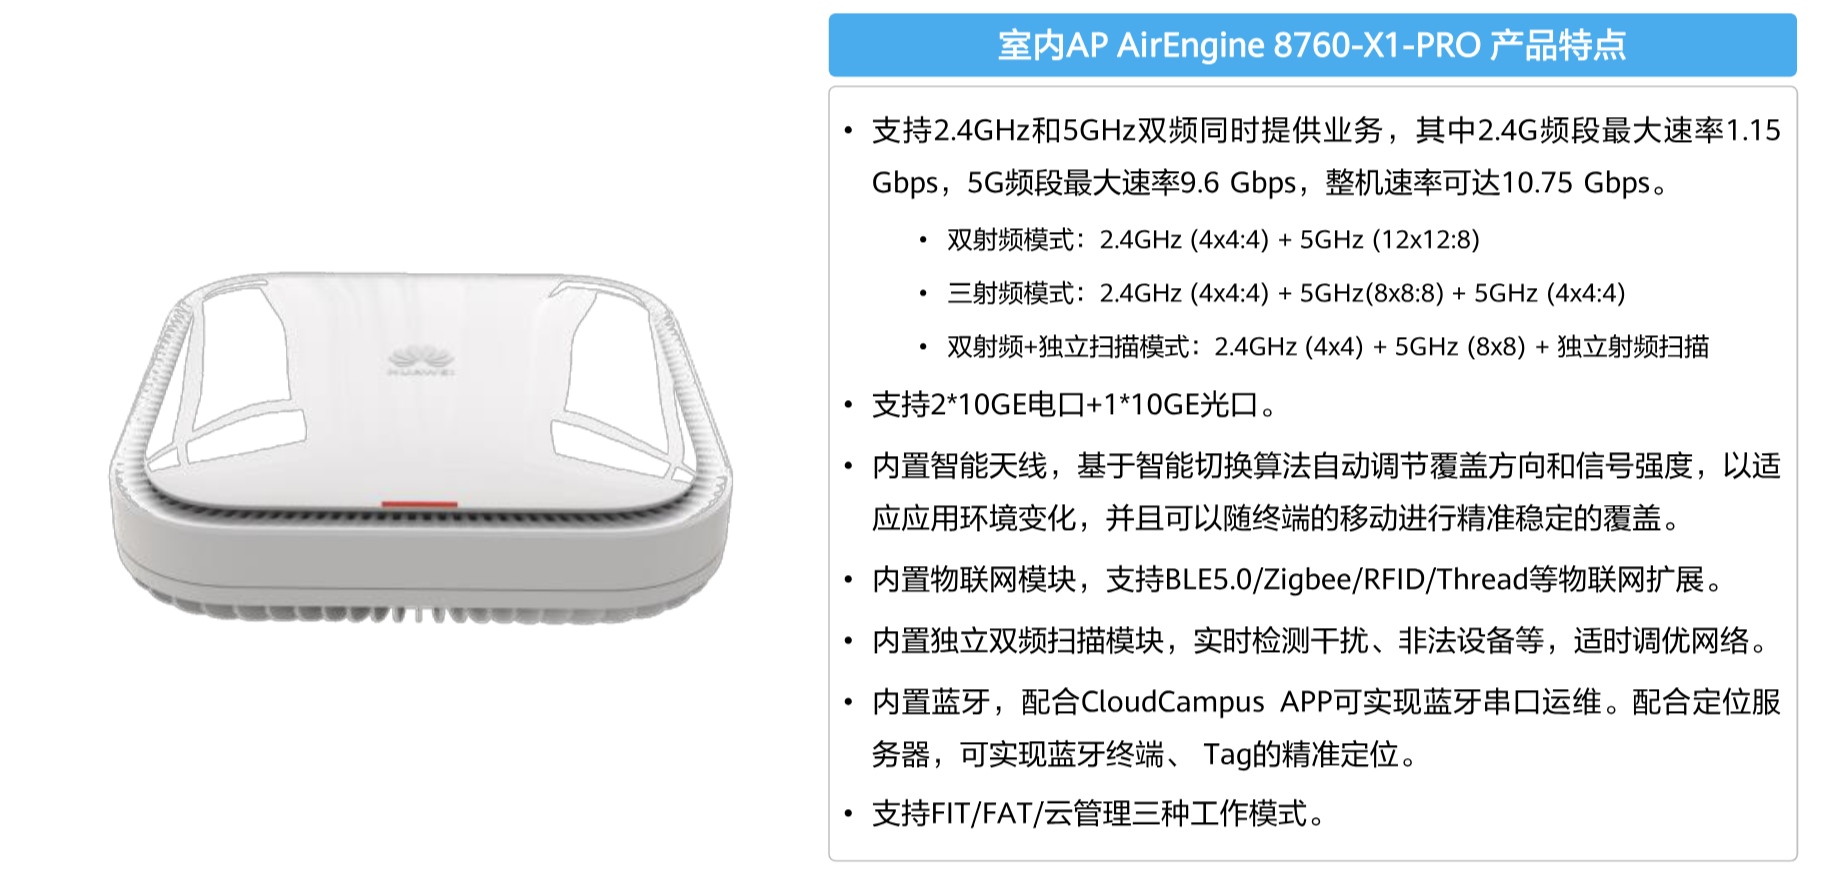 室内AP AirEngine 8760-X1-PRO 产品特点
HUAWEI
• 支持2.4GHz和5GHz双频同时提供业务，其中2.4G频段最大速率1.15
Gbps，5G频段最大速率9.6 Gbps，整机速率可达10.75 Gbps。
• 双射频模式：2.4GHz (4x4:4) + 5GHz (12x12:8)
• 三射频模式：2.4GHz (4x4:4) + 5GHz(8x8:8) + 5GHz (4x4:4)
• 双射频+独立扫描模式：2.4GHz (4x4) + 5GHz (8x8) + 独立射频扫描
• 支持2*10GE电口+1*10GE光口。
• 内置智能天线，基于智能切换算法自动调节覆盖方向和信号强度，以适
应应用环境变化，并且可以随终端的移动进行精准稳定的覆盖。
• 内置物联网模块，支持BLE5.0/Zigbee/RFID/Thread等物联网扩展。
• 内置独立双频扫描模块，实时检测干扰、非法设备等，适时调优网络。
• 内置蓝牙，配合CloudCampus APP可实现蓝牙串口运维。配合定位服
务器，可实现蓝牙终端、 Tag的精准定位。
• 支持FIT/FAT/云管理三种工作模式。